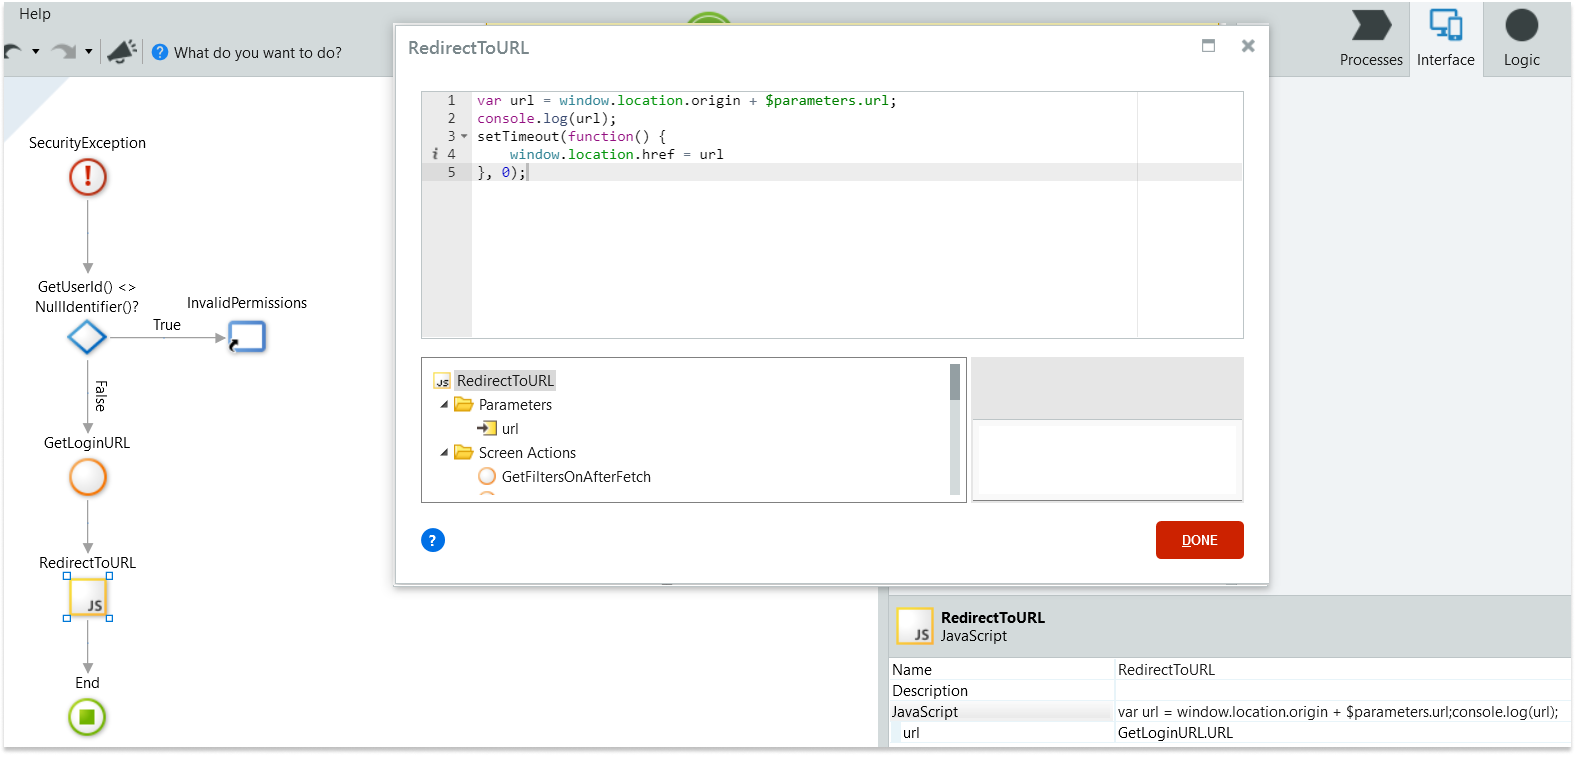 Help
What do you want to do?
Processes
Interface
Logic
SecurityException
GetUserId() <>
NullIdentifier()?
True
InvalidPermissions
False
GetLoginURL
RedirectToURL
JS
End
RedirectToURL
1 var url = window.location.origin + $parameters.url;
2 console.log(url);
3 setTimeout(function() {
i 4 window.location.href = url
5 }, 0);
JS RedirectToURL
Parameters
url
Screen Actions
GetFiltersOnAfterFetch
?
DONE
JS
RedirectToURL
JavaScript
Name RedirectToURL
Description
JavaScript var url = window.location.origin + $parameters.url;console.log(url);
url GetLoginURL.URL